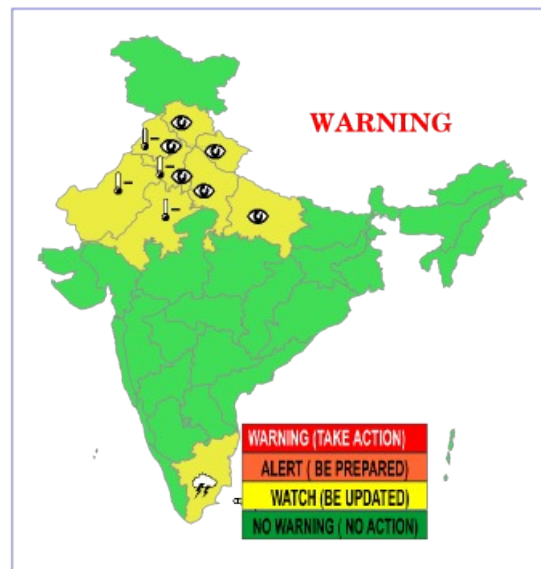 WARNING
WARNING (TAKE ACTION)
ALERT ( BE PREPARED)
WATCH (BE UPDATED)
NO WARNING ( NO ACTION)